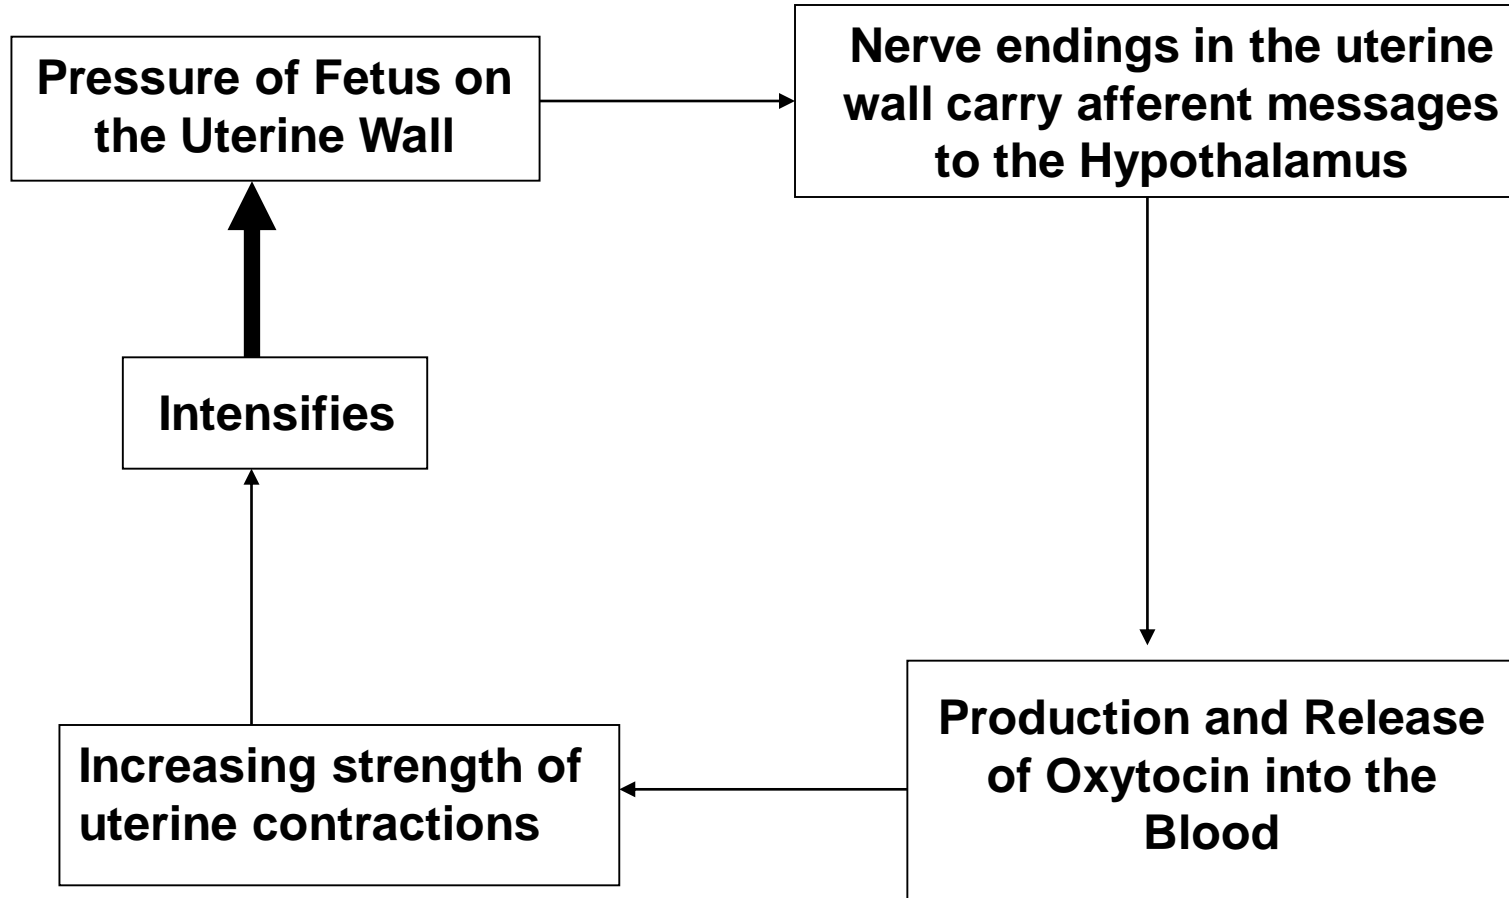 Pressure of Fetus on
the Uterine Wall
Nerve endings in the uterine
wall carry afferent messages
to the Hypothalamus
Production and Release
of Oxytocin into the
Blood
Increasing strength of
uterine contractions
Intensifies